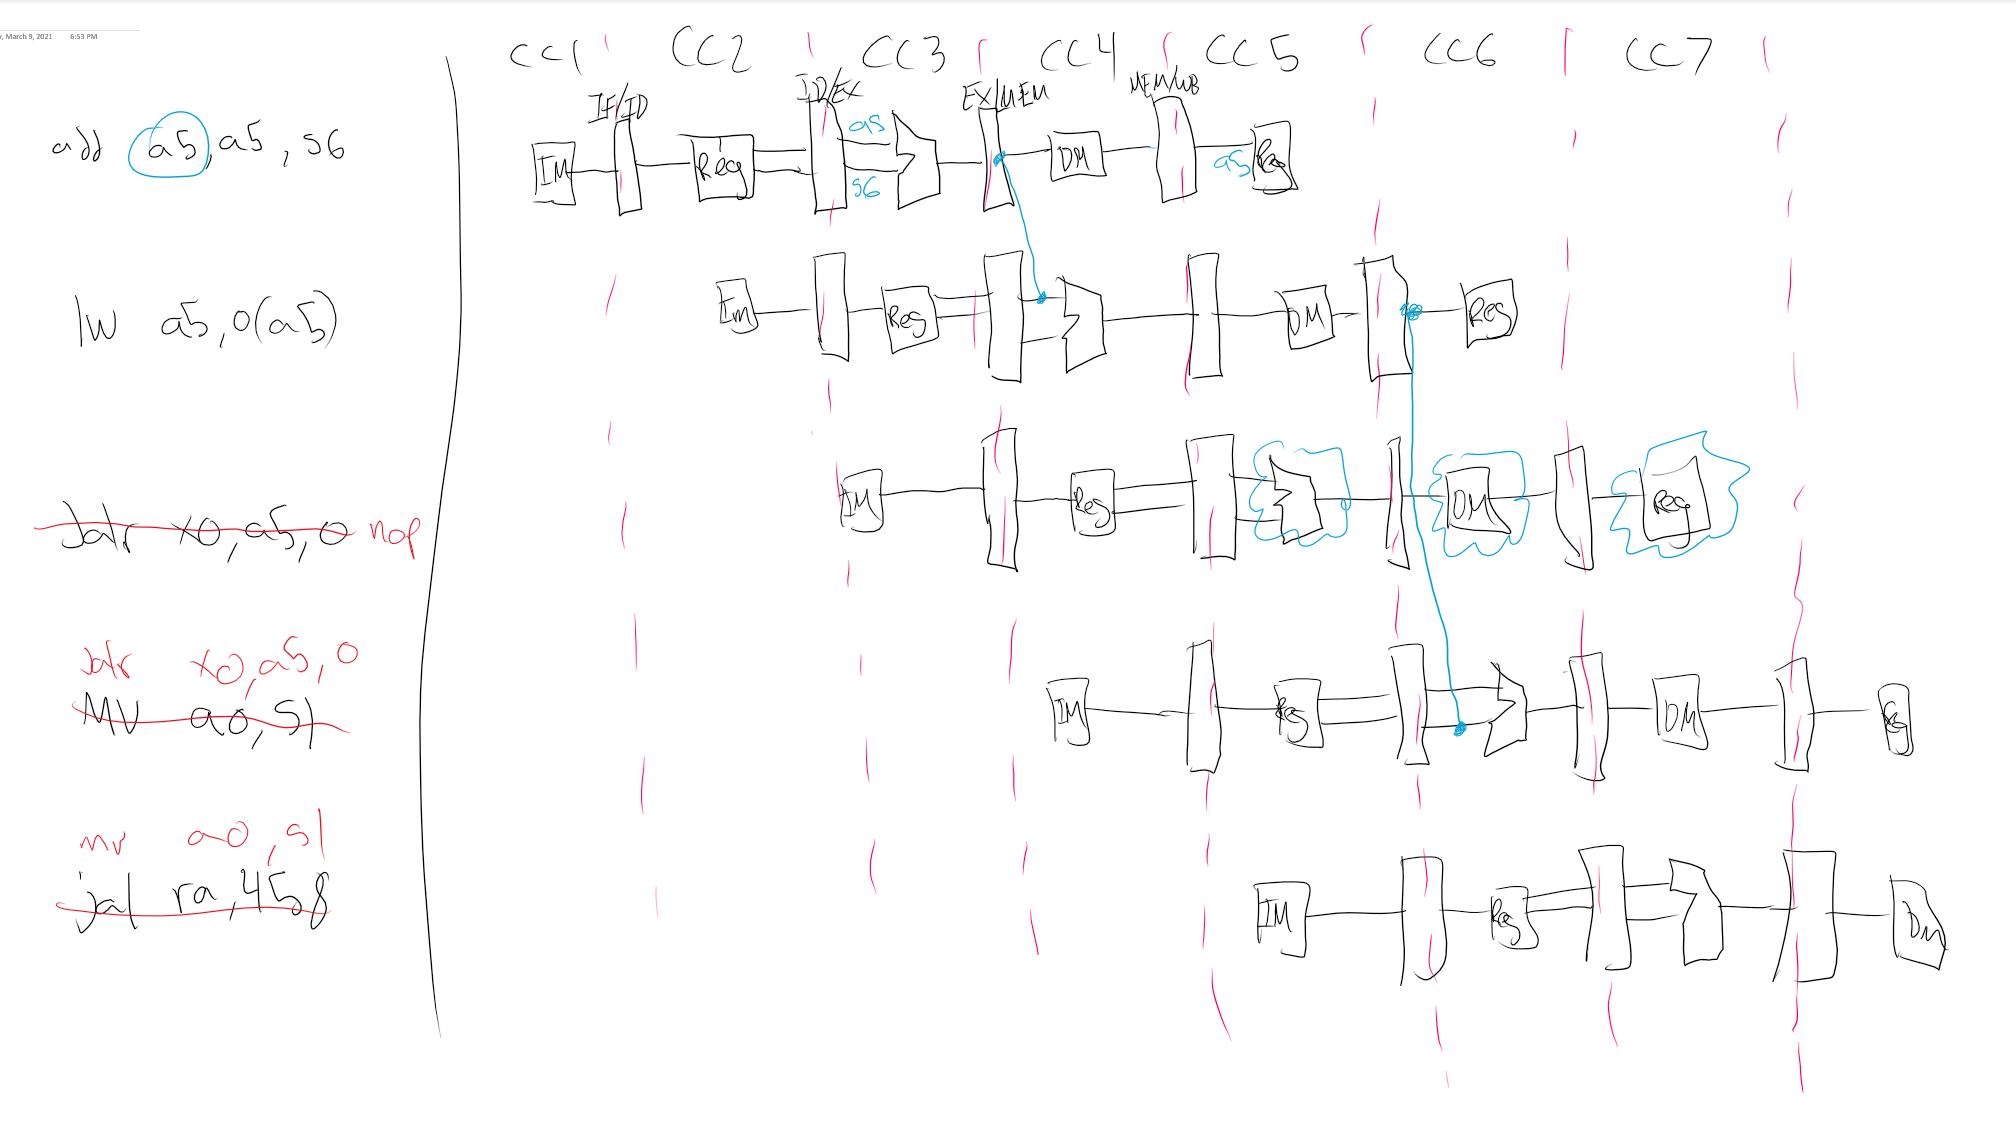 , March 9, 2021 6:53 PM
CC1 CC2 CC3 CC4 CC5 CC6 CC7
IF/ID ID/EX EX/MEM MEM/WB
add a5, a5, s6
IM Reg a5 s6 DM a5 Reg
lw a5, 0(a5)
Im Reg DM Reg
Jalr x0, a5, 0 nop
IM Reg DM Reg
Jalr x0, a5, 0
MV a0, s1
IM Reg DM Reg
mv a0, s1
jal ra, 458
IM Reg DM